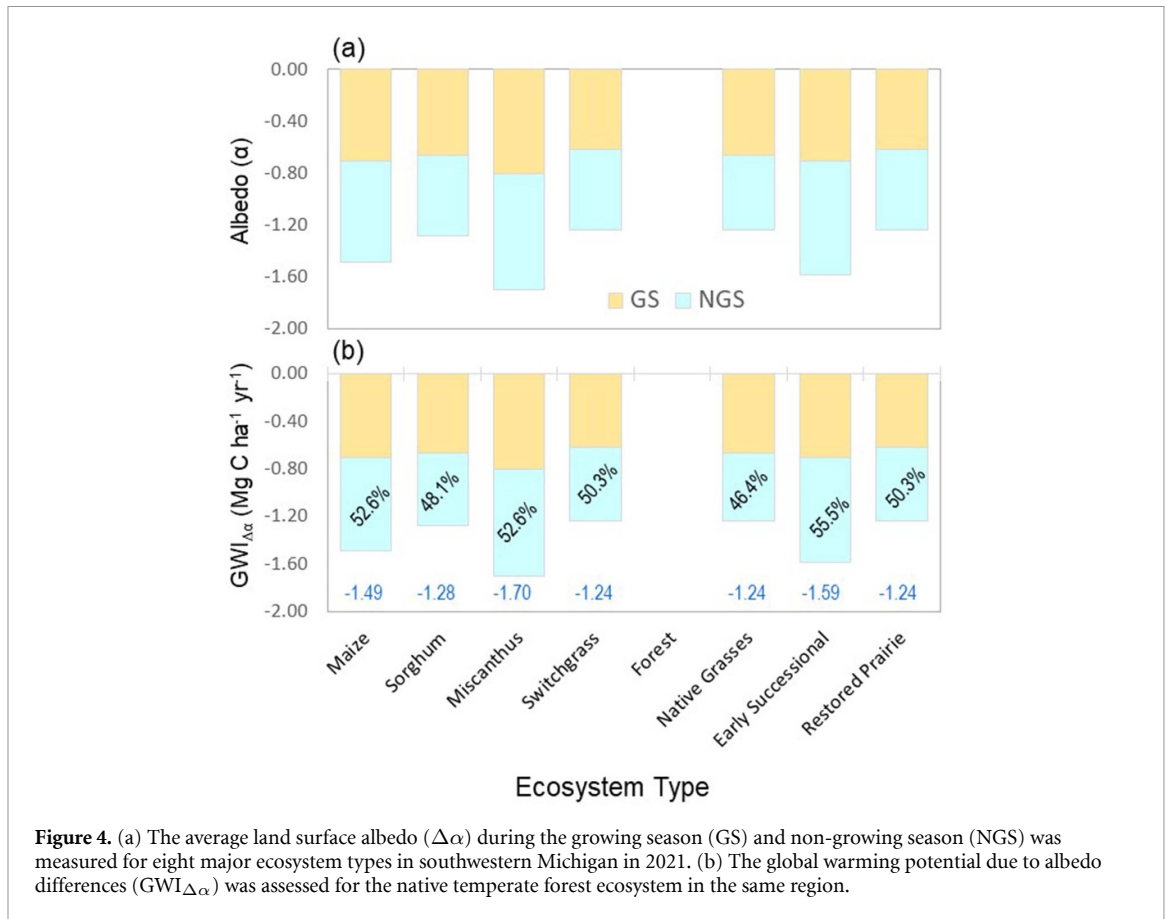 (a)
0.00
-0.40
-0.80
-1.20
-1.60
-2.00
Albedo (α)
GS NGS
(b)
0.00
-0.40
-0.80
-1.20
-1.60
-2.00
GWIΔα (Mg C ha-1 yr-1)
52.6% 48.1% 52.6% 50.3% 46.4% 55.5% 50.3%
-1.49 -1.28 -1.70 -1.24 -1.24 -1.59 -1.24
Maize Sorghum Miscanthus Switchgrass Forest Native Grasses Early Successional Restored Prairie
Ecosystem Type
Figure 4. (a) The average land surface albedo (Δα) during the growing season (GS) and non-growing season (NGS) was
measured for eight major ecosystem types in southwestern Michigan in 2021. (b) The global warming potential due to albedo
differences (GWIΔα) was assessed for the native temperate forest ecosystem in the same region.